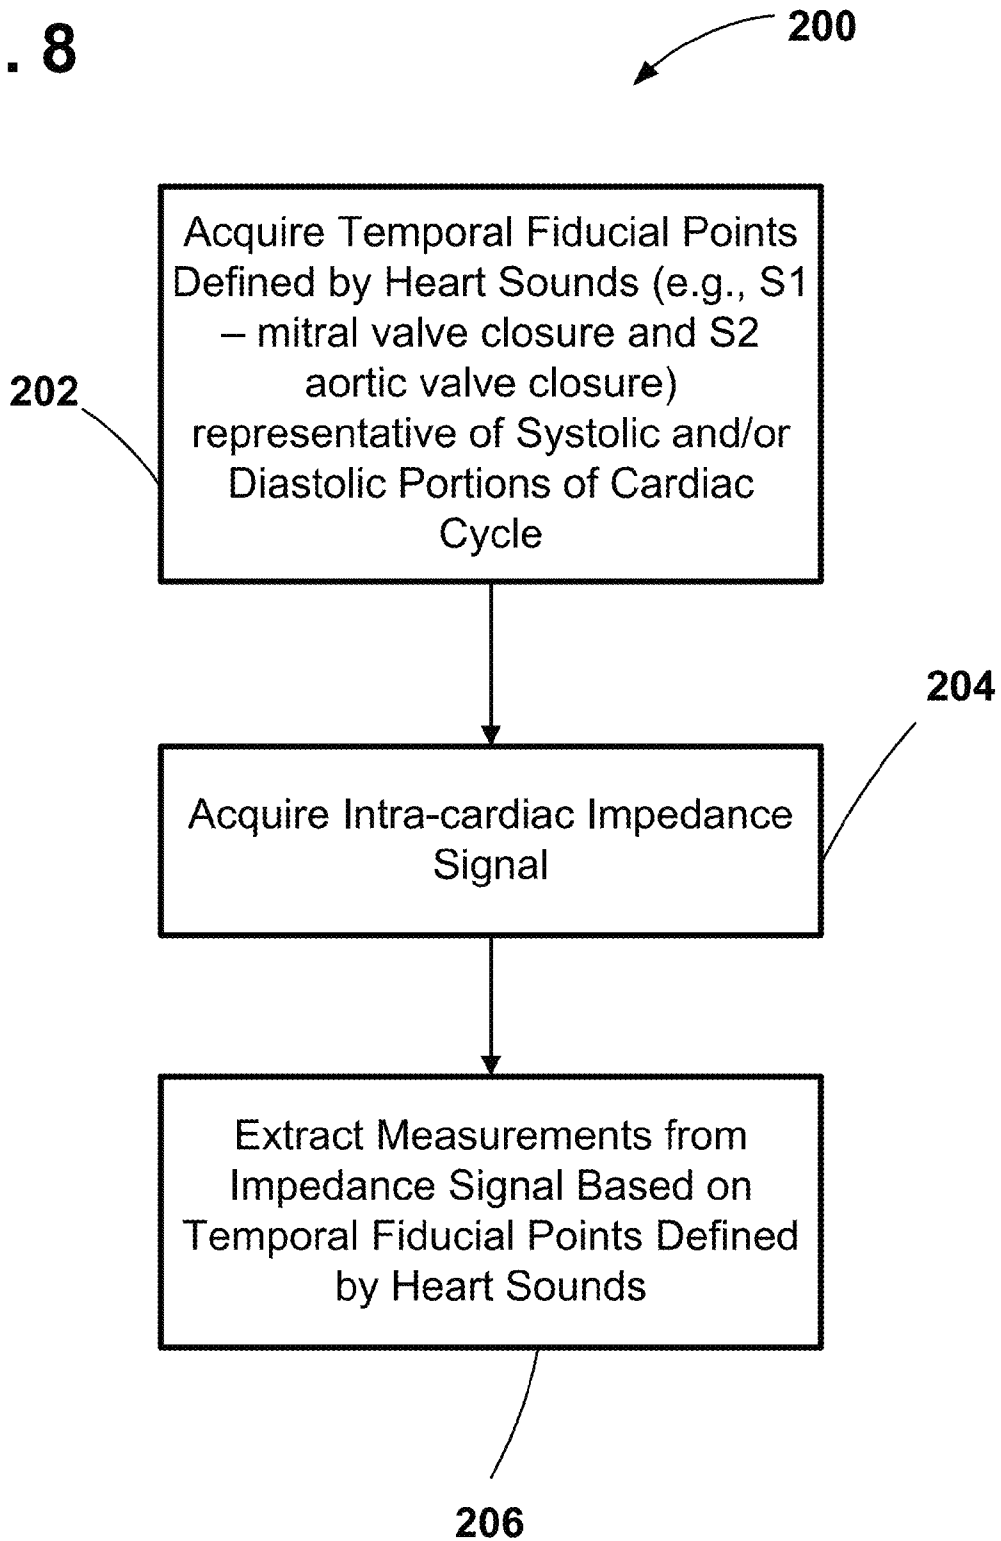 . 8
200
Acquire Temporal Fiducial Points
Defined by Heart Sounds (e.g., S1
– mitral valve closure and S2
aortic valve closure)
representative of Systolic and/or
Diastolic Portions of Cardiac
Cycle
202
204
Acquire Intra-cardiac Impedance
Signal
Extract Measurements from
Impedance Signal Based on
Temporal Fiducial Points Defined
by Heart Sounds
206